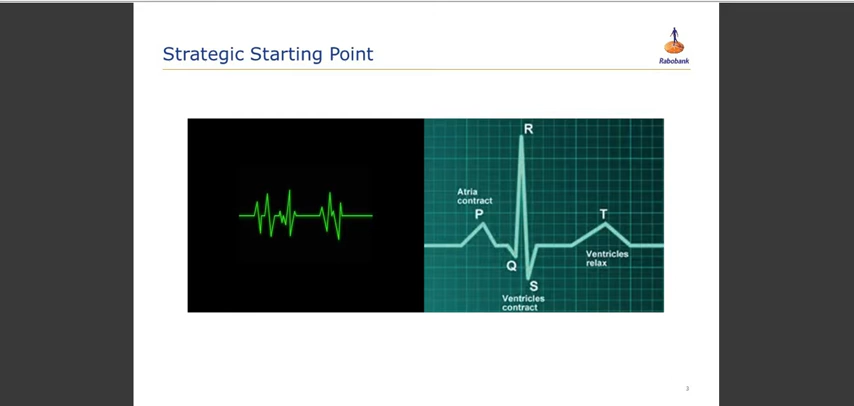 Strategic Starting Point
Rabobank
R
Atria
contract
P
T
Q
Ventricles
relax
S
Ventricles
contract
3